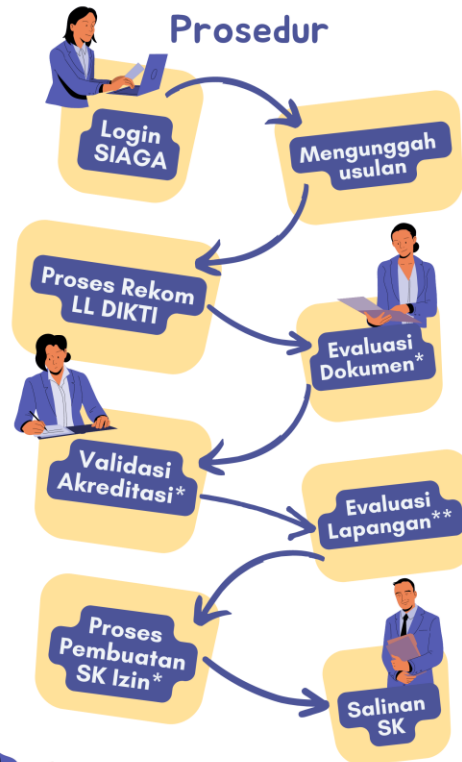 Prosedur
Login
SIAGA
Mengunggah
usulan
Proses Rekom
LL DIKTI
Evaluasi
Dokumen*
Validasi
Akreditasi*
Evaluasi
Lapangan**
Proses
Pembuatan
SK Izin*
Salinan
SK